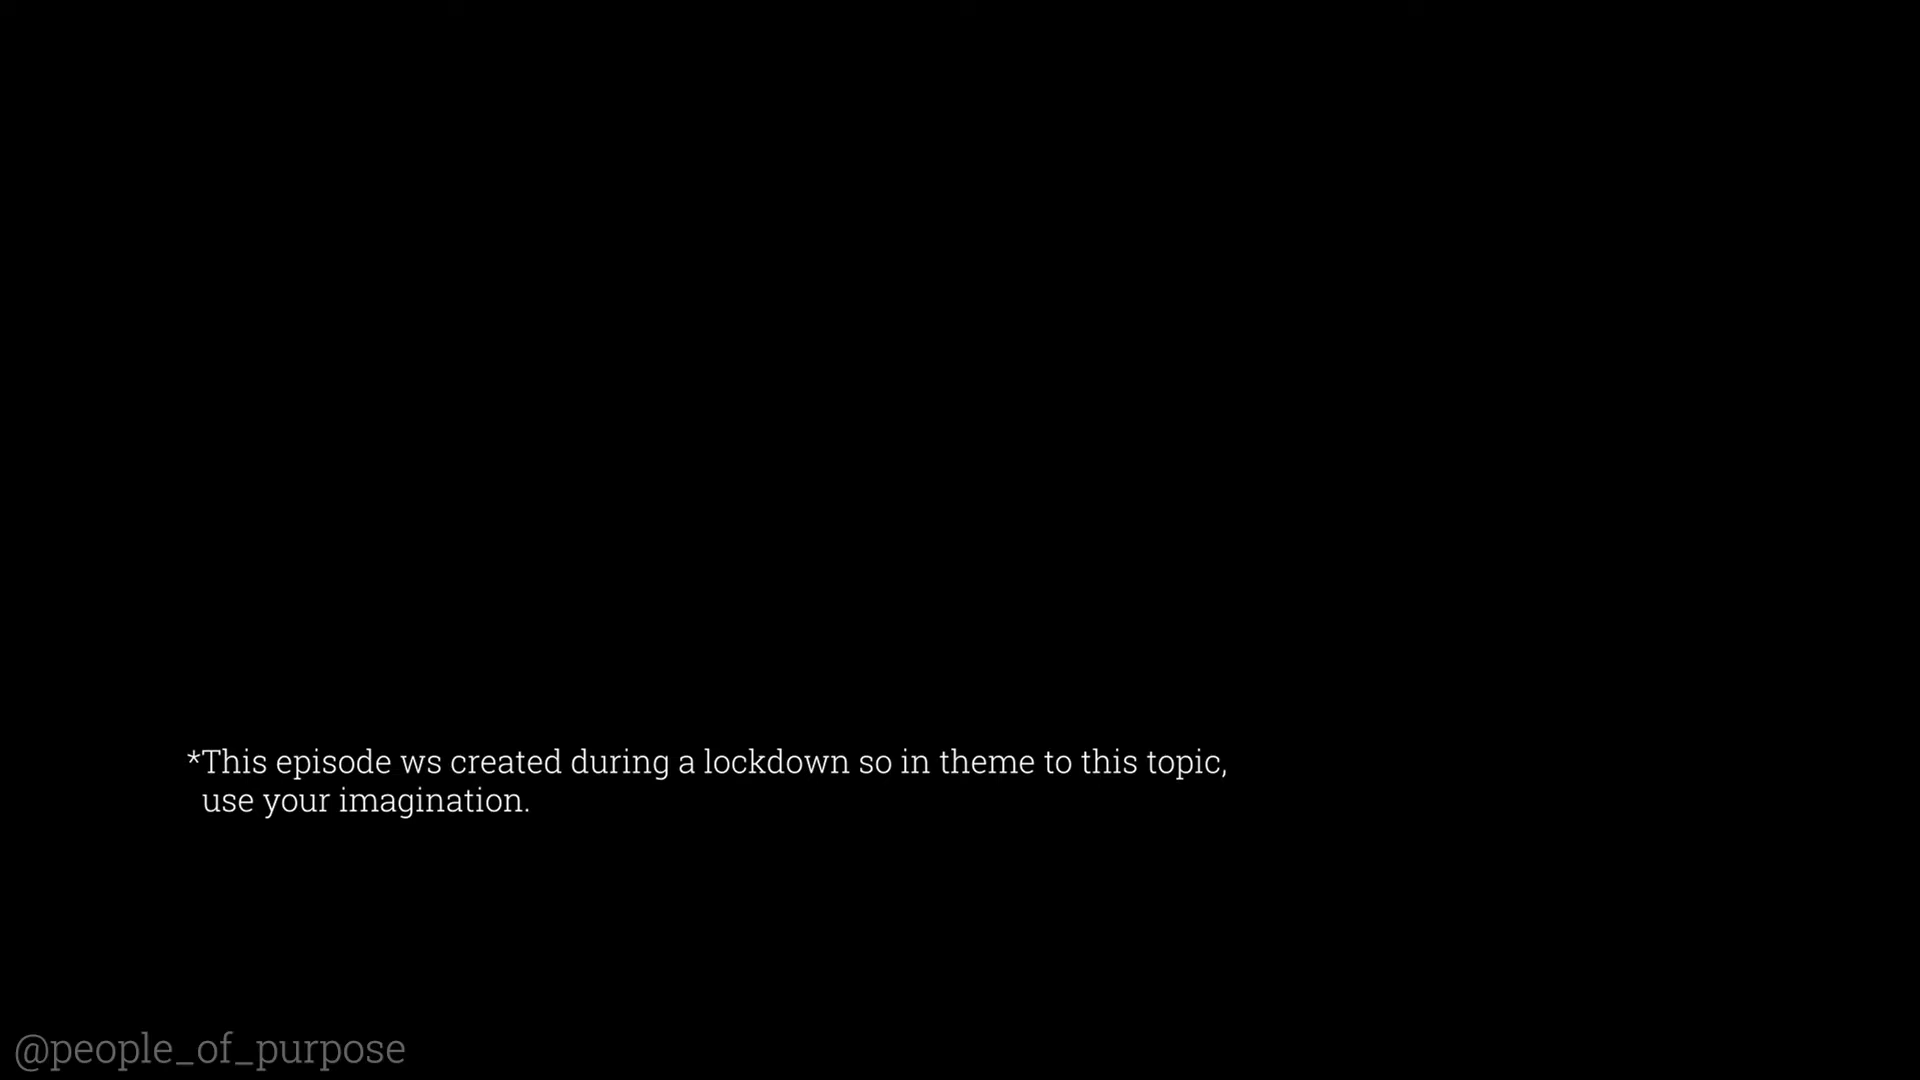 *This episode ws created during a lockdown so in theme to this topic,
use your imagination.
@people_of_purpose